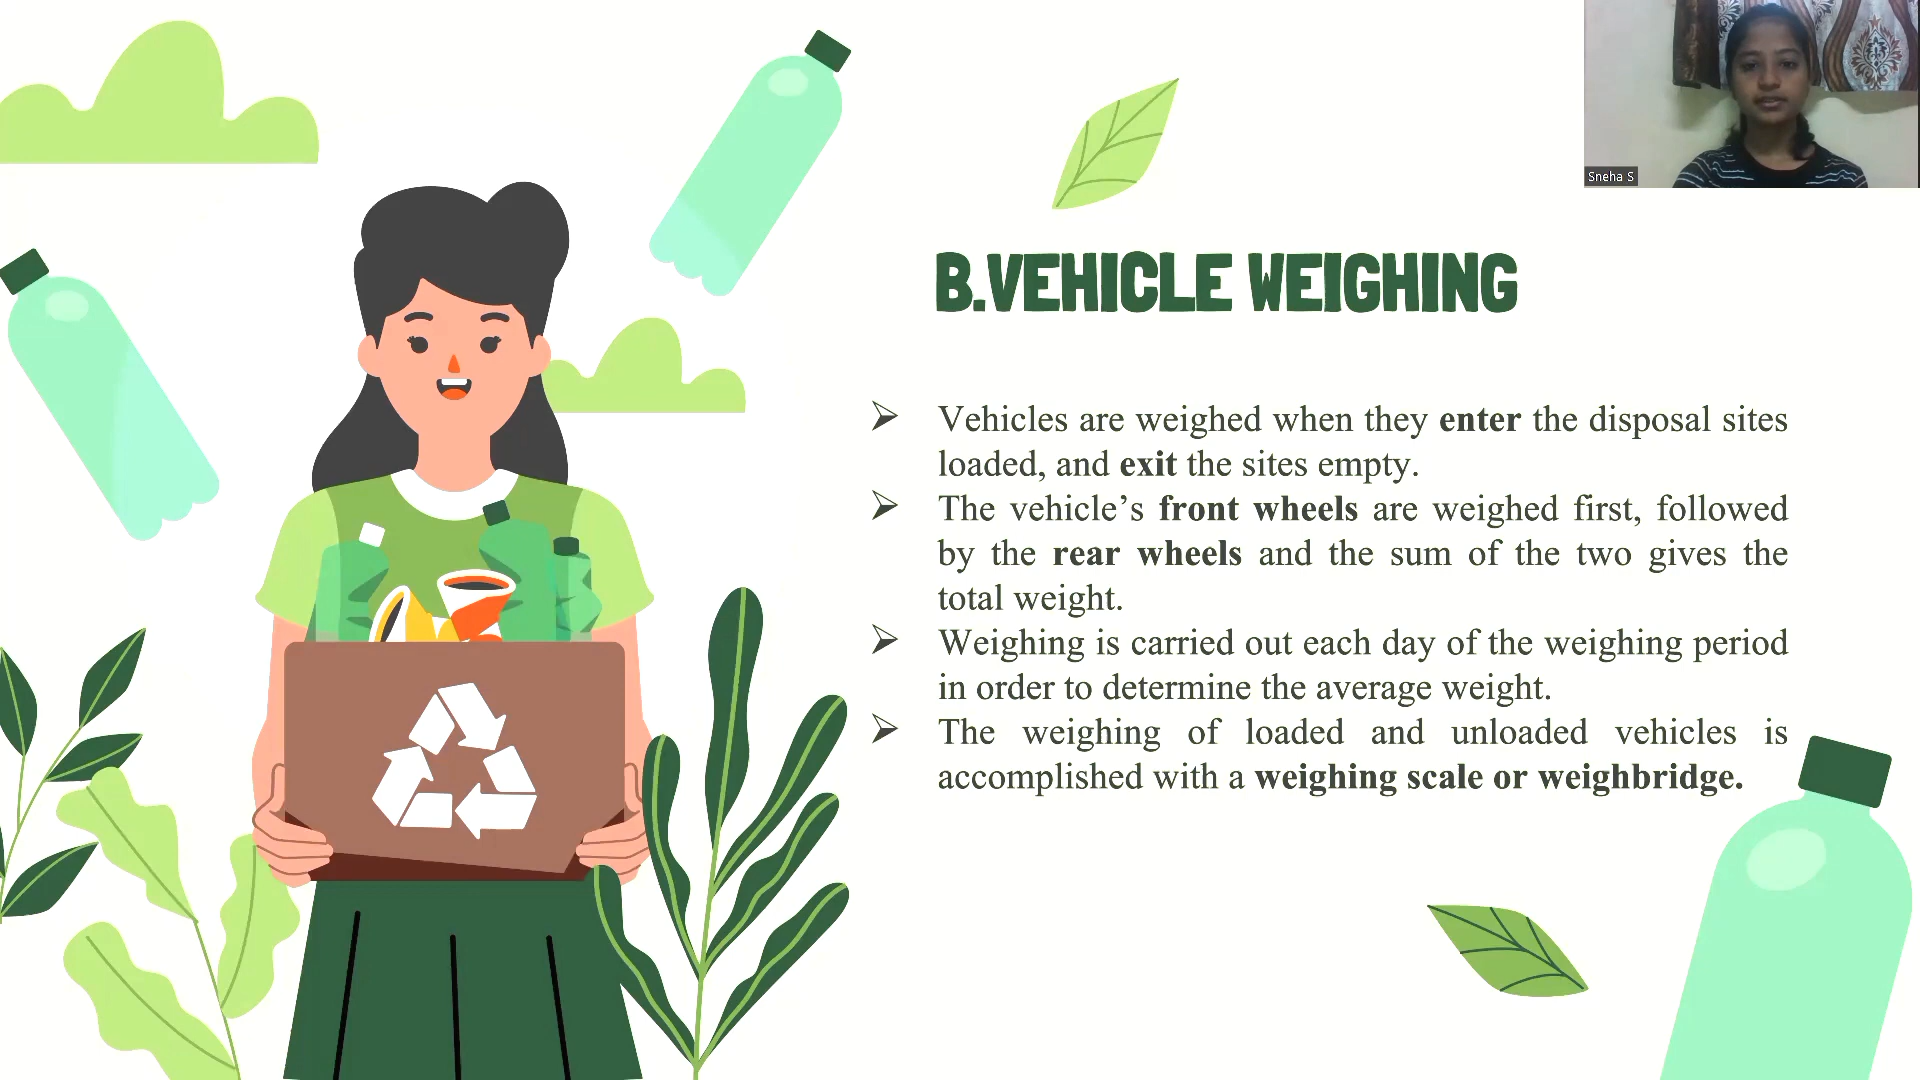 Sneha S
B.VEHICLE WEIGHING
➢ Vehicles are weighed when they enter the disposal sites
loaded, and exit the sites empty.
➢ The vehicle’s front wheels are weighed first, followed
by the rear wheels and the sum of the two gives the
total weight.
➢ Weighing is carried out each day of the weighing period
in order to determine the average weight.
➢ The weighing of loaded and unloaded vehicles is
accomplished with a weighing scale or weighbridge.